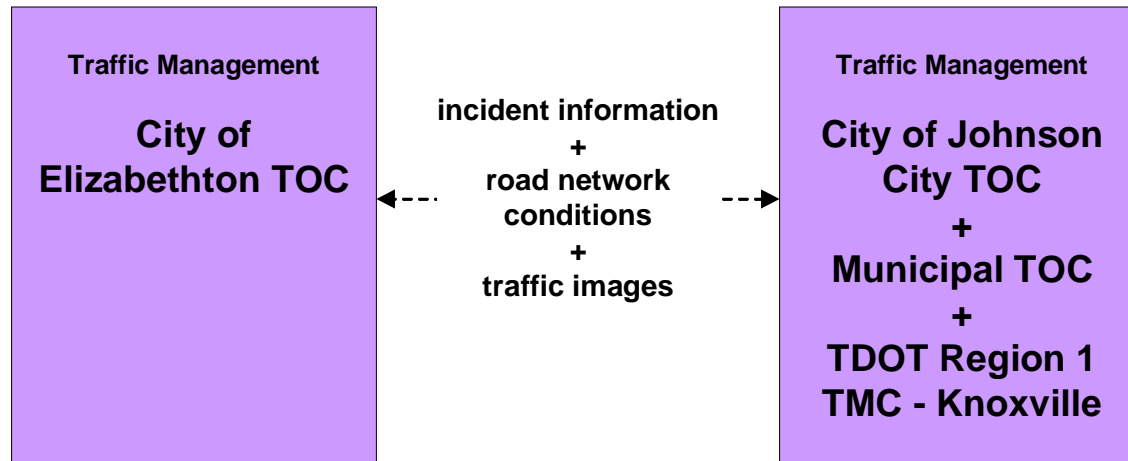 Traffic Management
City of
Elizabethton TOC
incident information
+
road network
conditions
+
traffic images
Traffic Management
City of Johnson
City TOC
+
Municipal TOC
+
TDOT Region 1
TMC - Knoxville